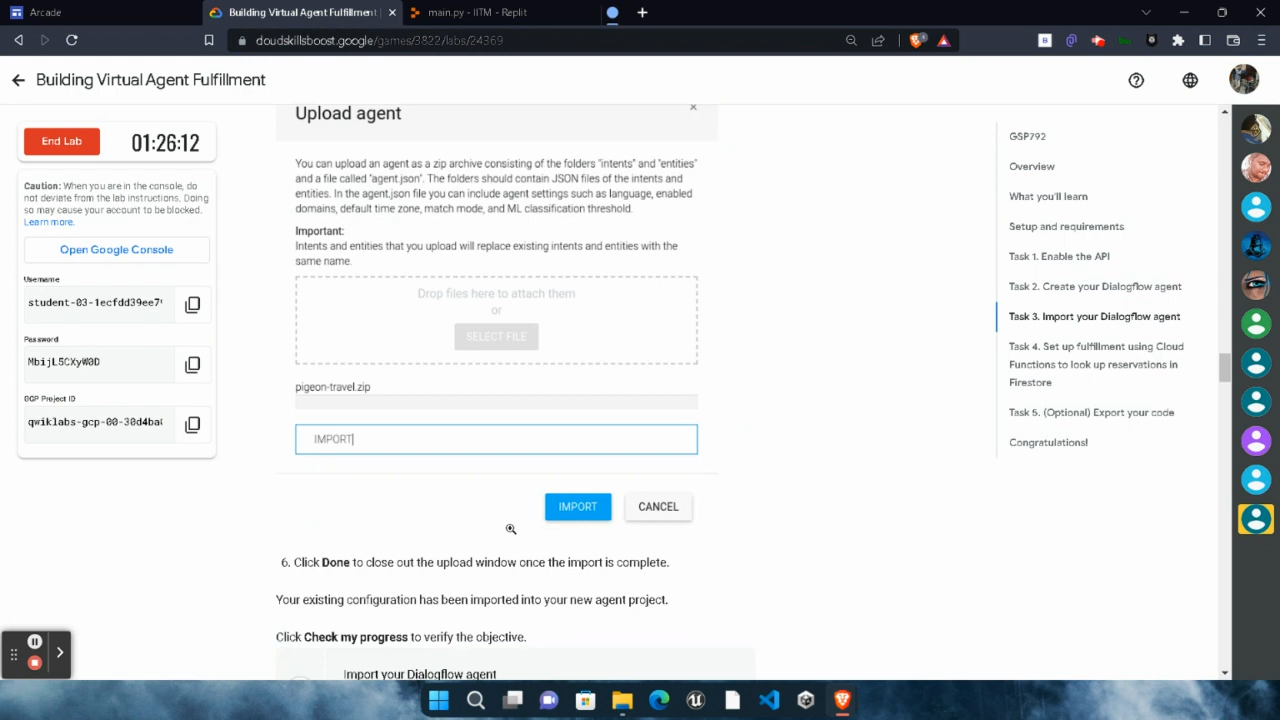 Arcade
Building Virtual Agent Fulfillment
main.py - IITM - Replit
cloudskillsboost.google/games/3822/labs/24369
Building Virtual Agent Fulfillment
End Lab
01:26:12
Caution: When you are in the console, do
not deviate from the lab instructions. Doing
so may cause your account to be blocked.
Learn more.
Open Google Console
Username
student-03-1ecfdd39ee7
Password
MbijL5CXyW0D
GCP Project ID
qwiklabs-gcp-00-30d4ba
Upload agent
You can upload an agent as a zip archive consisting of the folders "intents" and "entities"
and a file called "agent.json". The folders should contain JSON files of the intents and
entities. In the agent.json file you can include agent settings such as language, enabled
domains, default time zone, match mode, and ML classification threshold.
Important:
Intents and entities that you upload will replace existing intents and entities with the
same name.
Drop files here to attach them
or
SELECT FILE
pigeon-travel.zip
IMPORT
IMPORT
CANCEL
6. Click Done to close out the upload window once the import is complete.
Your existing configuration has been imported into your new agent project.
Click Check my progress to verify the objective.
Import your Dialogflow agent
GSP792
Overview
What you'll learn
Setup and requirements
Task 1. Enable the API
Task 2. Create your Dialogflow agent
Task 3. Import your Dialogflow agent
Task 4. Set up fulfillment using Cloud
Functions to look up reservations in
Firestore
Task 5. (Optional) Export your code
Congratulations!